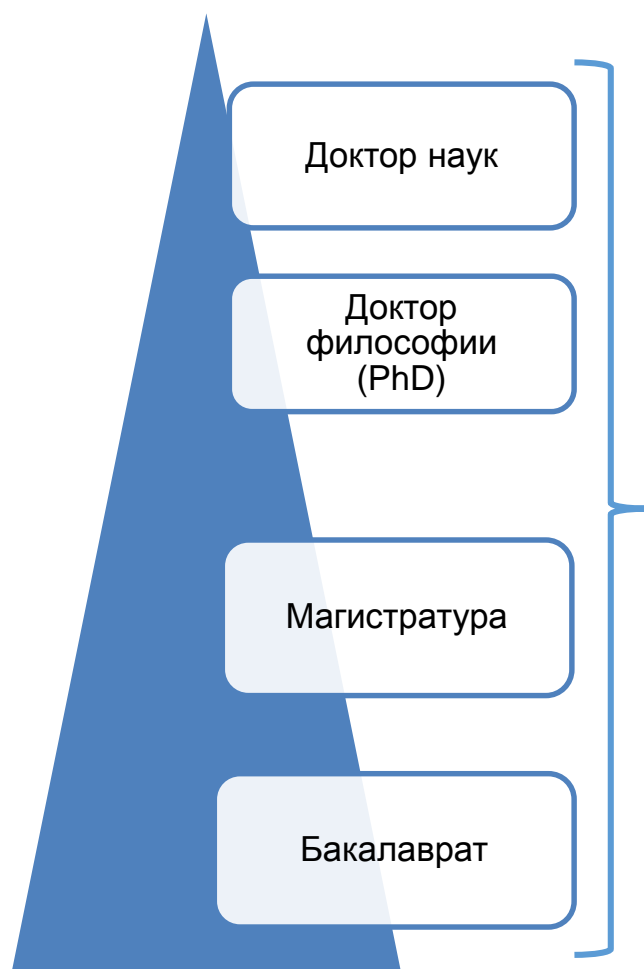 Доктор наук
Доктор
философии
(PhD)
Магистратура
Бакалаврат